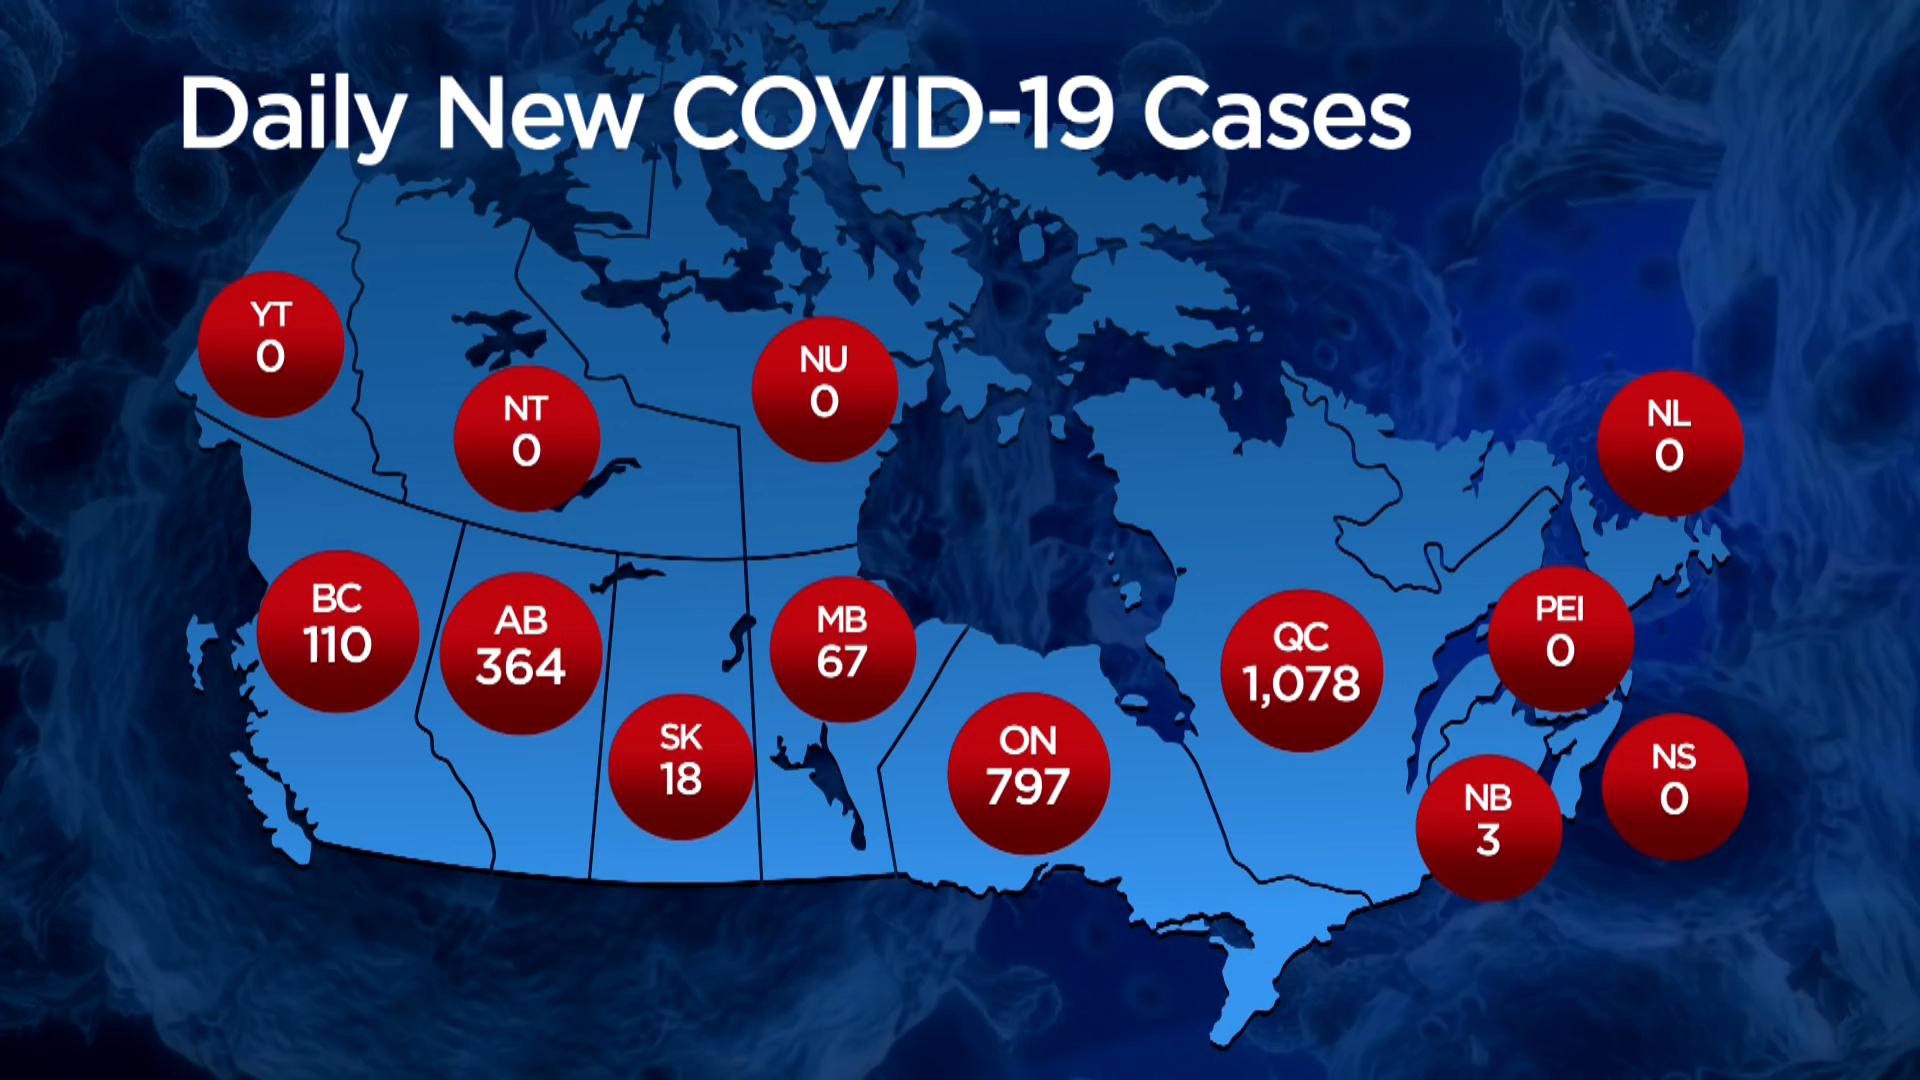 Daily New COVID-19 Cases
YT
0
NT
0
NU
0
NL
0
BC
110
AB
364
SK
18
MB
67
ON
797
QC
1,078
PEI
0
NB
3
NS
0